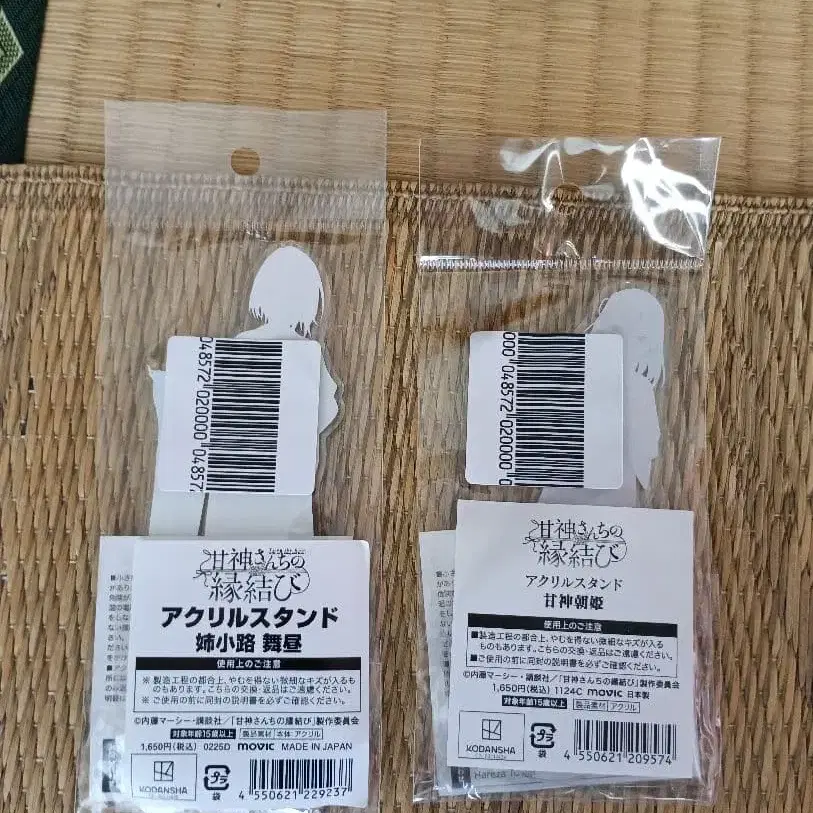 048572 020000 04857
甘神さんちの
縁結び
アクリルスタンド
姉小路 舞昼
使用上のご注意
※ 製造工程の都合上、やむを得ない微細なキズが入る
ものもあります。こちらの交換・返品はご遠慮ください。
※ ご使用の前に同封の説明書を必ずご確認ください。
©内藤マーシー・講談社/「甘神さんちの縁結び」製作委員会
対象年齢15歳以上 製品素材 本体:アクリル
1,650円(税込) 0225D movic MADE IN JAPAN
KODANSHA
プラ
袋
4 550621 229237
000 048572 020000 0
甘神さんちの
縁結び
アクリルスタンド
甘神朝姫
使用上のご注意
■製造工程の都合上、やむを得ない微細なキズが入る
ものもあります。こちらの交換・返品はご遠慮ください。
■ご使用の前に同封の説明書を必ずご確認ください。
©内藤マーシー・講談社/「甘神さんちの縁結び」製作委員会
1,650円(税込) 1124C movic 日本製
対象年齢15歳以上 製品素材 アクリル
KODANSHA
プラ
袋
4 550621 209574